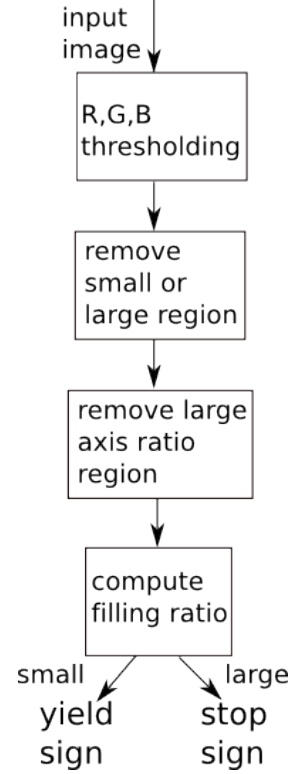 input
image
R,G,B
thresholding
remove
small or
large region
remove large
axis ratio
region
compute
filling ratio
small
large
yield
sign
stop
sign